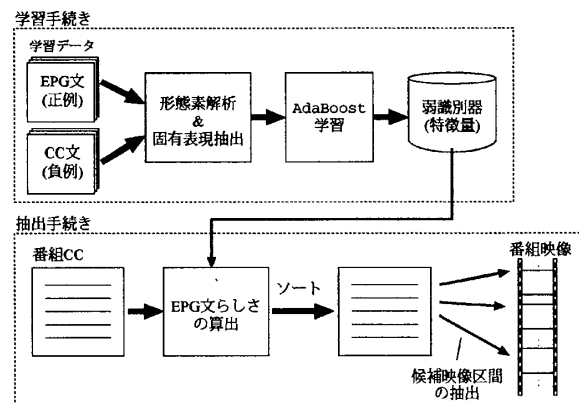 学習手続き
学習データ
EPG文
(正例)
CC文
(負例)
形態素解析
&
固有表現抽出
AdaBoost
学習
弱識別器
(特徴量)
抽出手続き
番組CC
EPG文らしさ
の算出
ソート
番組映像
候補映像区間
の抽出